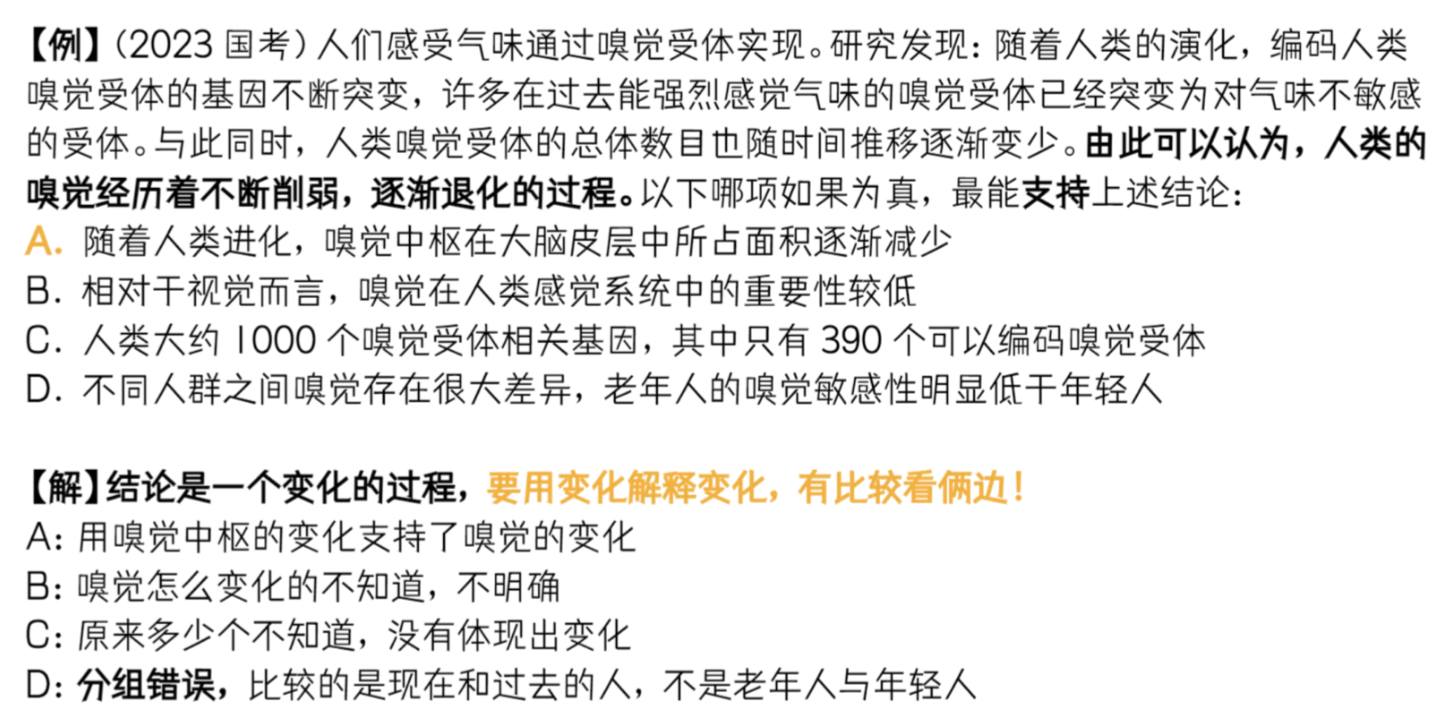 【例】（2023 国考）人们感受气味通过嗅觉受体实现。研究发现：随着人类的演化，编码人类
嗅觉受体的基因不断突变，许多在过去能强烈感觉气味的嗅觉受体已经突变为对气味不敏感
的受体。与此同时，人类嗅觉受体的总体数目也随时间推移逐渐变少。由此可以认为，人类的
嗅觉经历着不断削弱，逐渐退化的过程。以下哪项如果为真，最能支持上述结论：
A. 随着人类进化，嗅觉中枢在大脑皮层中所占面积逐渐减少
B. 相对于视觉而言，嗅觉在人类感觉系统中的重要性较低
C. 人类大约 1000 个嗅觉受体相关基因，其中只有 390 个可以编码嗅觉受体
D. 不同人群之间嗅觉存在很大差异，老年人的嗅觉敏感性明显低于年轻人
【解】结论是一个变化的过程，要用变化解释变化，有比较看俩边！
A：用嗅觉中枢的变化支持了嗅觉的变化
B：嗅觉怎么变化的不知道，不明确
C：原来多少个不知道，没有体现出变化
D：分组错误，比较的是现在和过去的人，不是老年人与年轻人